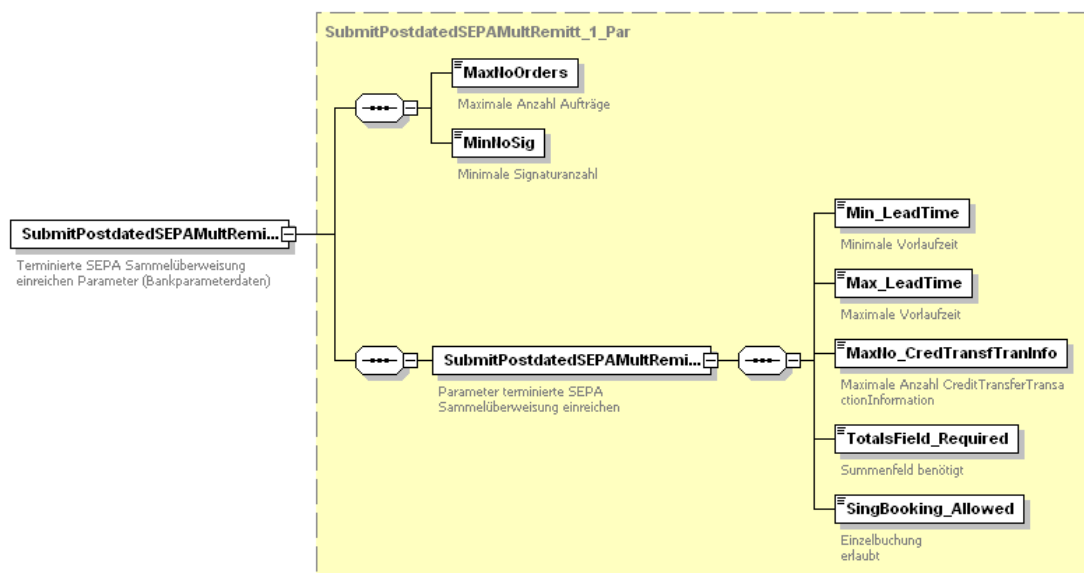 SubmitPostdatedSEPAMultRemitt_1_Par
MaxNoOrders
Maximale Anzahl Aufträge
MinNoSig
Minimale Signaturanzahl
SubmitPostdatedSEPAMultRemi...
Terminierte SEPA Sammelüberweisung
einreichen Parameter (Bankparameterdaten)
SubmitPostdatedSEPAMultRemi...
Parameter terminierte SEPA
Sammelüberweisung einreichen
Min_LeadTime
Minimale Vorlaufzeit
Max_LeadTime
Maximale Vorlaufzeit
MaxNo_CredTransfTranInfo
Maximale Anzahl CreditTransferTransa
ctionInformation
TotalsField_Required
Summenfeld benötigt
SingBooking_Allowed
Einzelbuchung
erlaubt